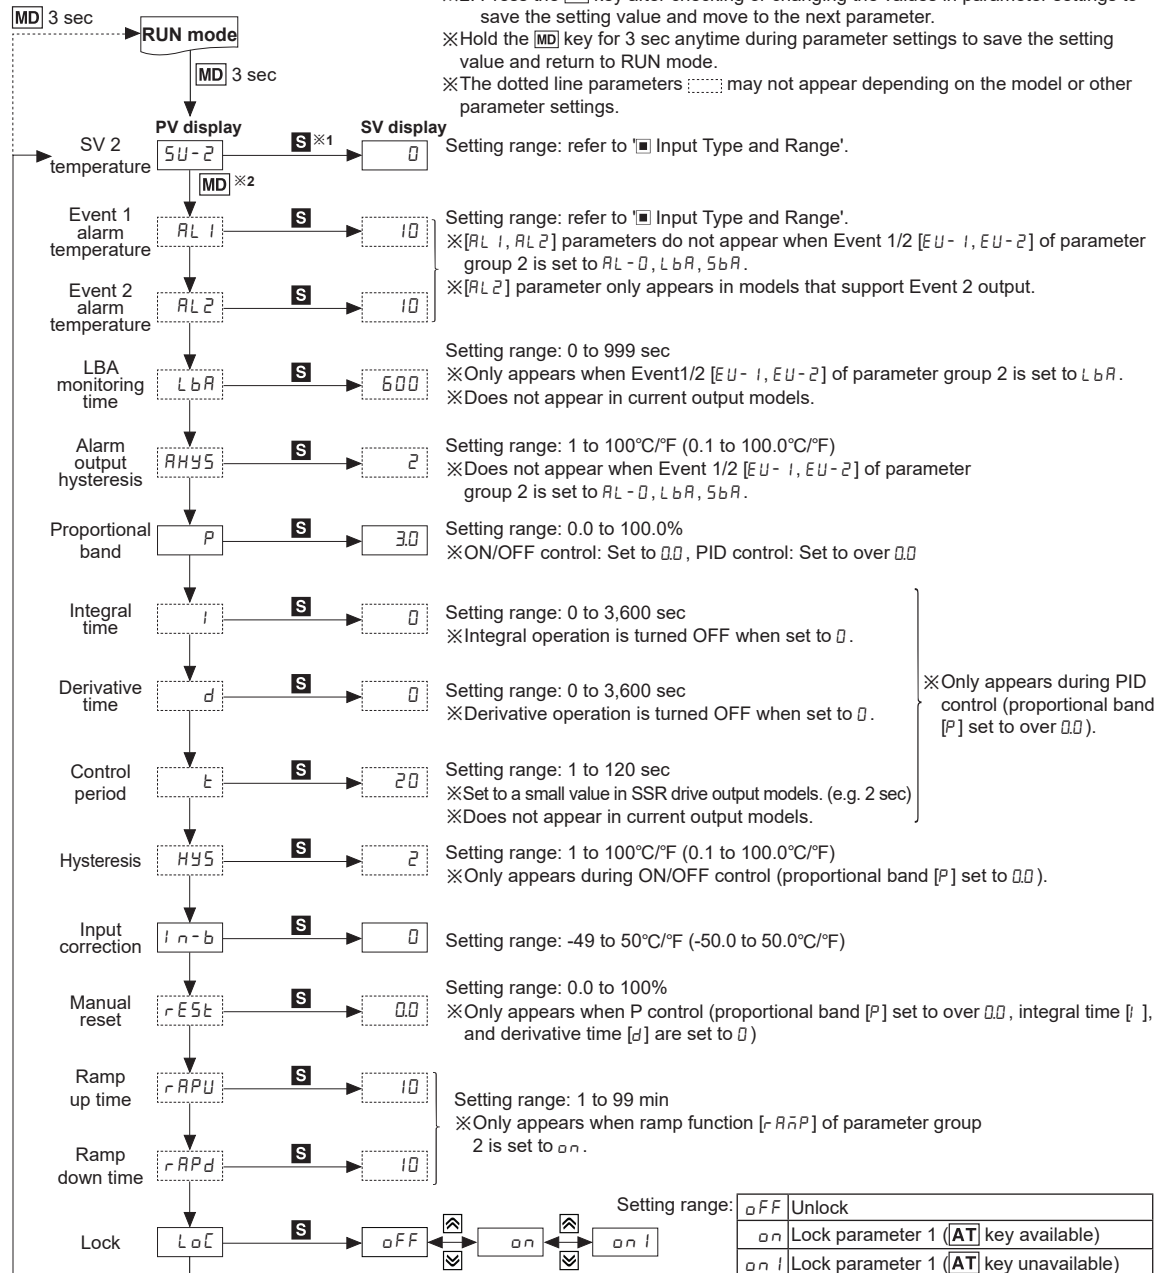 ※2: Press the MD key after checking or changing the values in parameter settings to
save the setting value and move to the next parameter.
※Hold the MD key for 3 sec anytime during parameter settings to save the setting
value and return to RUN mode.
※The dotted line parameters may not appear depending on the model or other
parameter settings.
MD 3 sec
RUN mode
MD 3 sec
PV display
SV display
SV 2
temperature
SU-2
S ※1
0
Setting range: refer to '▣ Input Type and Range'.
MD ※2
Event 1
alarm
temperature
AL1
S
10
Setting range: refer to '▣ Input Type and Range'.
※[AL1, AL2] parameters do not appear when Event 1/2 [EU-1, EU-2] of parameter
group 2 is set to AL-0, LbA, SbA.
Event 2
alarm
temperature
AL2
S
10
※[AL2] parameter only appears in models that support Event 2 output.
LBA
monitoring
time
LbA
S
600
Setting range: 0 to 999 sec
※Only appears when Event1/2 [EU-1, EU-2] of parameter group 2 is set to LbA.
※Does not appear in current output models.
Alarm
output
hysteresis
AHYS
S
2
Setting range: 1 to 100°C/°F (0.1 to 100.0°C/°F)
※Does not appear when Event 1/2 [EU-1, EU-2] of parameter
group 2 is set to AL-0, LbA, SbA.
Proportional
band
P
S
3.0
Setting range: 0.0 to 100.0%
※ON/OFF control: Set to 0.0, PID control: Set to over 0.0
Integral
time
I
S
0
Setting range: 0 to 3,600 sec
※Integral operation is turned OFF when set to 0.
Derivative
time
d
S
0
Setting range: 0 to 3,600 sec
※Derivative operation is turned OFF when set to 0.
※Only appears during PID
control (proportional band
[P] set to over 0.0).
Control
period
t
S
20
Setting range: 1 to 120 sec
※Set to a small value in SSR drive output models. (e.g. 2 sec)
※Does not appear in current output models.
Hysteresis
HYS
S
2
Setting range: 1 to 100°C/°F (0.1 to 100.0°C/°F)
※Only appears during ON/OFF control (proportional band [P] set to 0.0).
Input
correction
In-b
S
0
Setting range: -49 to 50°C/°F (-50.0 to 50.0°C/°F)
Manual
reset
rESt
S
0.0
Setting range: 0.0 to 100%
※Only appears when P control (proportional band [P] set to over 0.0, integral time [I],
and derivative time [d] are set to 0)
Ramp
up time
rAPU
S
10
Setting range: 1 to 99 min
※Only appears when ramp function [rAMP] of parameter group
2 is set to on.
Ramp
down time
rAPd
S
10
Lock
LoC
S
oFF
on
on1
Setting range:
oFF Unlock
on Lock parameter 1 (AT key available)
on1 Lock parameter 1 (AT key unavailable)